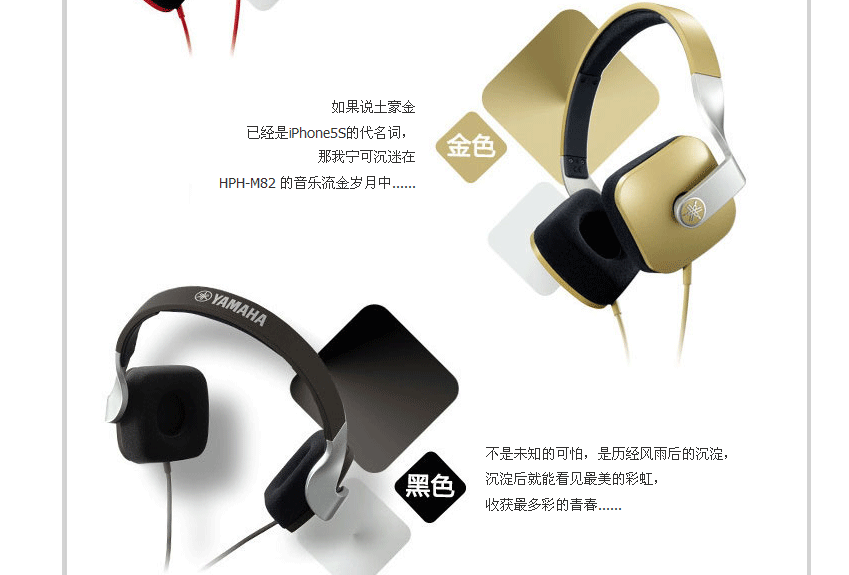 如果说土豪金
已经是iPhone5S的代名词，
那我宁可沉迷在
HPH-M82 的音乐流金岁月中......
金色
YAMAHA
黑色
不是未知的可怕，是历经风雨后的沉淀，
沉淀后就能看见最美的彩虹，
收获最多彩的青春......